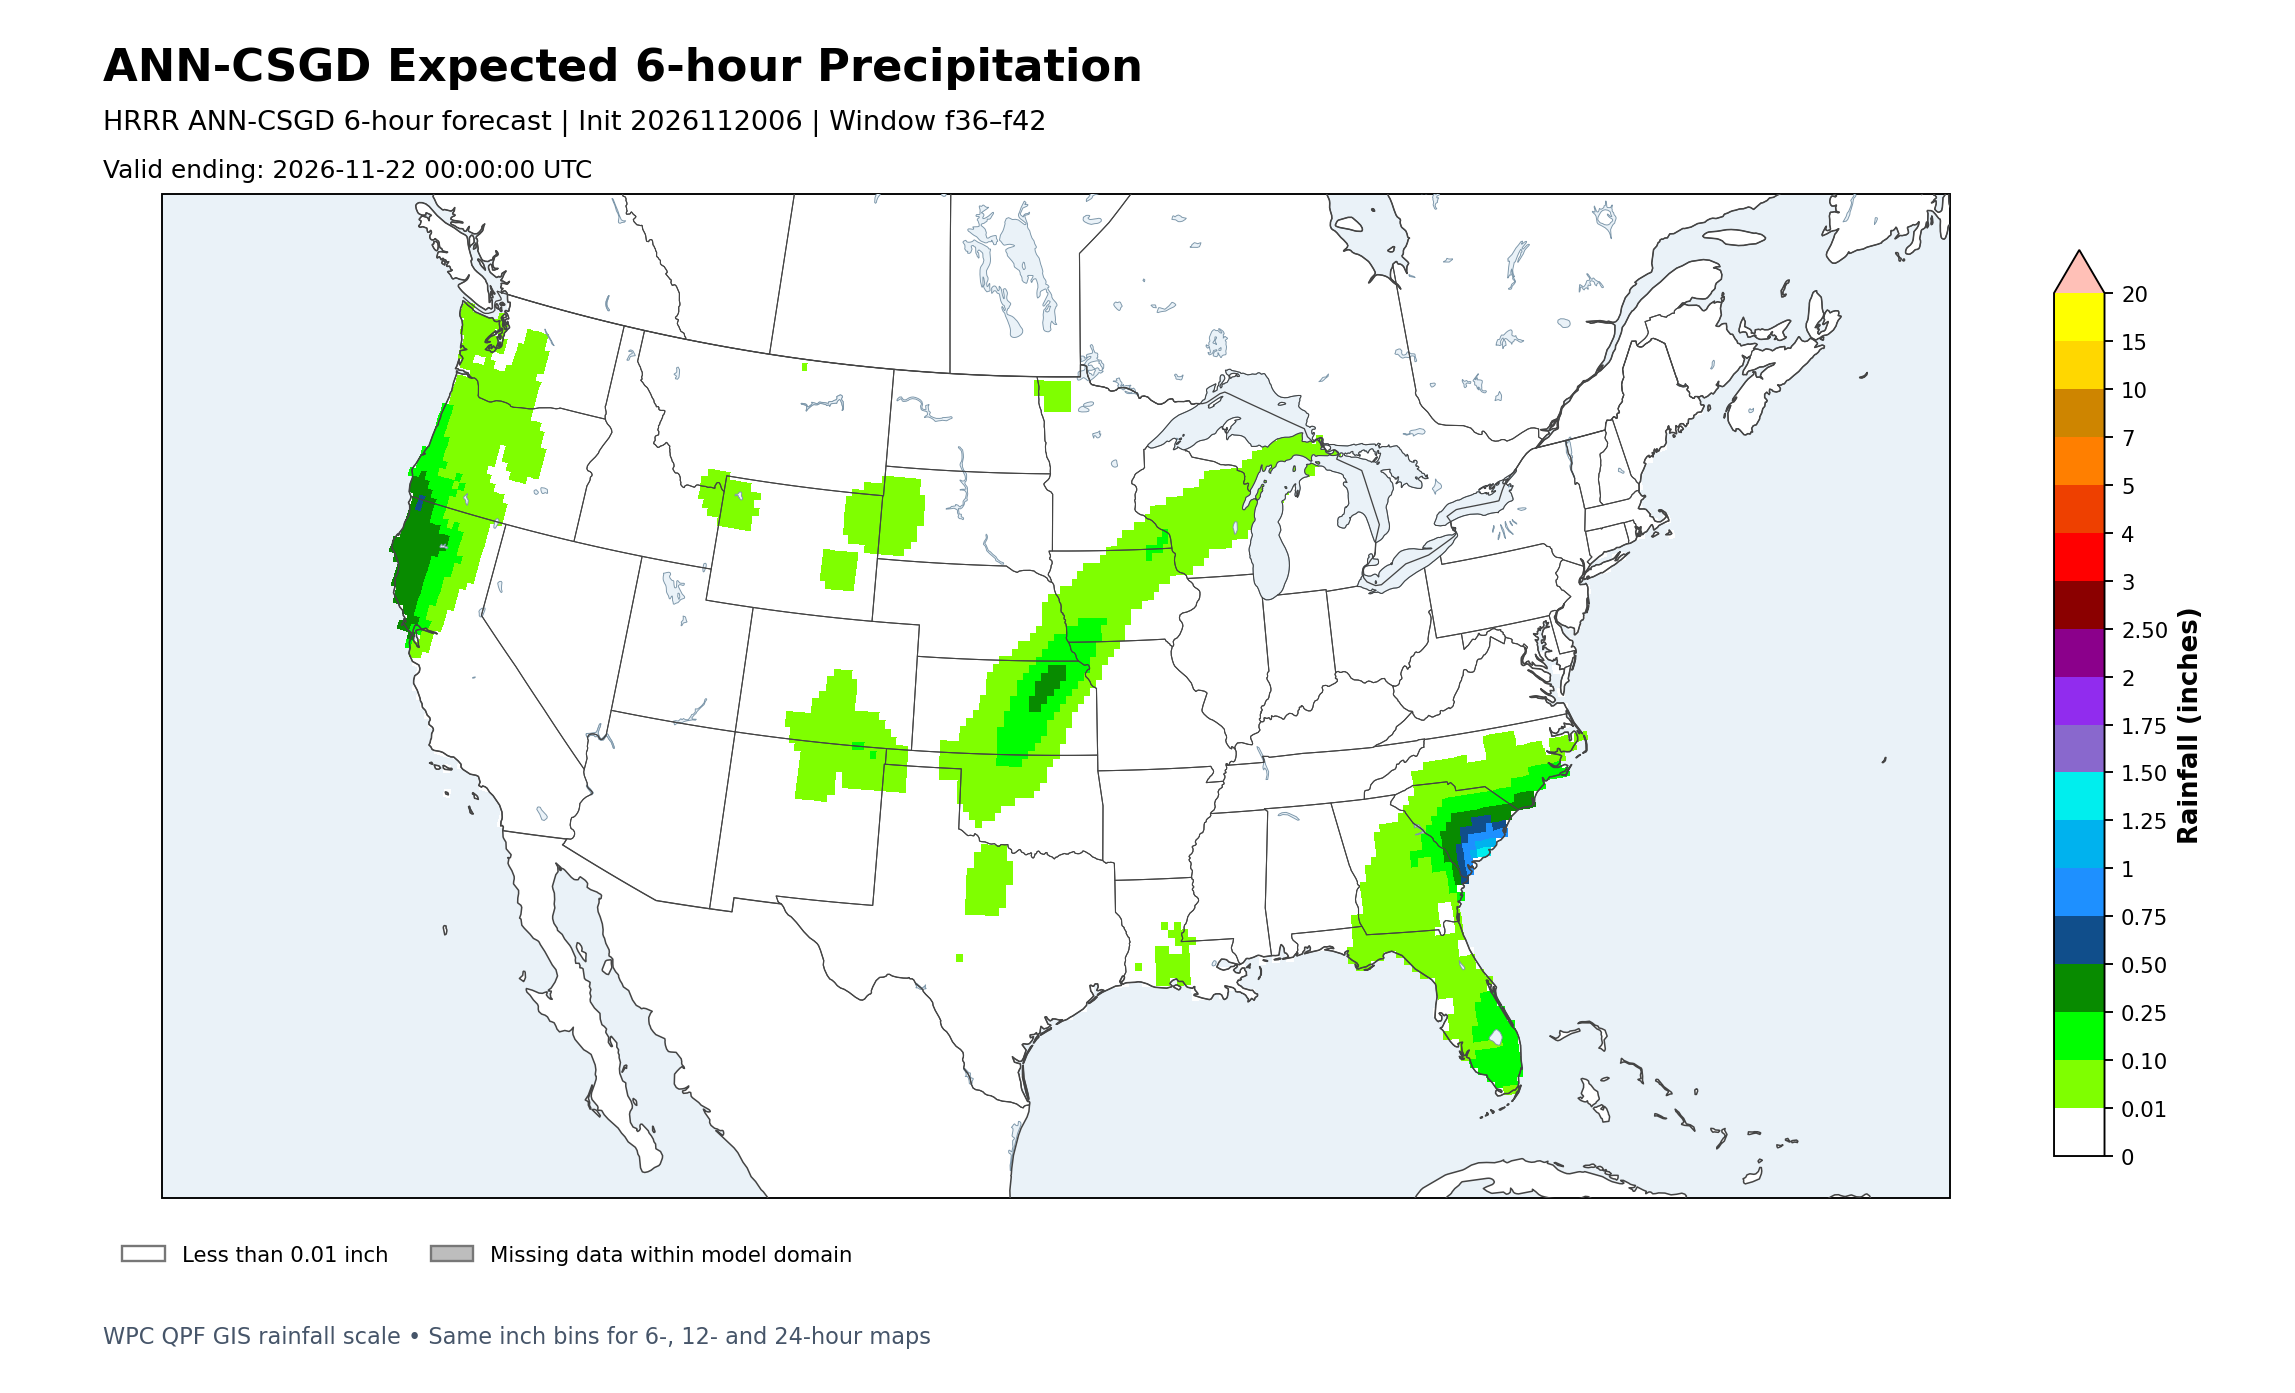 ANN-CSGD Expected 6-hour Precipitation
HRRR ANN-CSGD 6-hour forecast | Init 2026112006 | Window f36–f42
Valid ending: 2026-11-22 00:00:00 UTC
20
15
10
7
5
4
3
2.50
2
1.75
1.50
1.25
1
0.75
0.50
0.25
0.10
0.01
0
Rainfall (inches)
Less than 0.01 inch
Missing data within model domain
WPC QPF GIS rainfall scale • Same inch bins for 6-, 12- and 24-hour maps